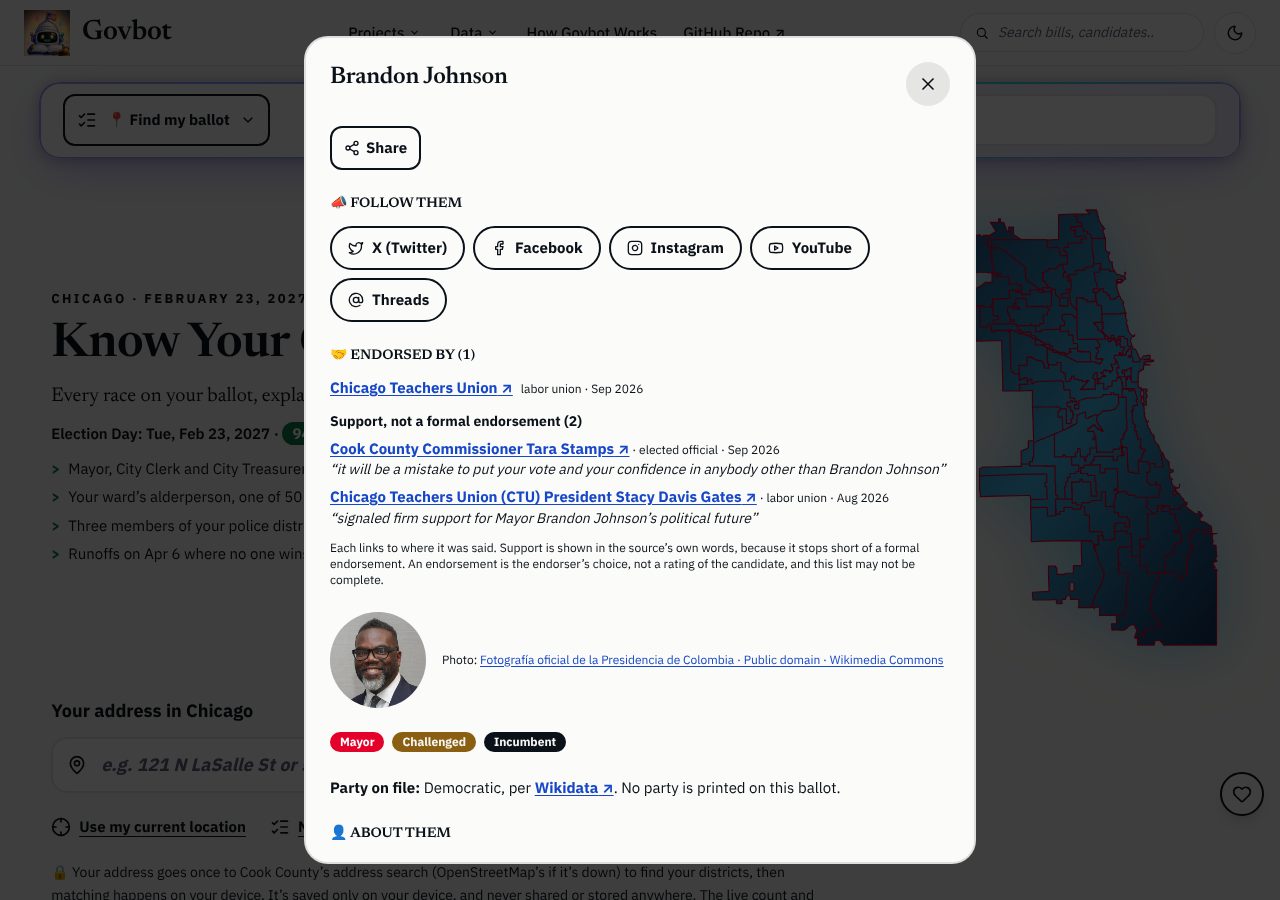 Govbot
Projects
Data
How Govbot Works
GitHub Repo ↗
Search bills, candidates..
Brandon Johnson
Find my ballot
Share
📣 FOLLOW THEM
X (Twitter)
Facebook
Instagram
YouTube
Threads
CHICAGO · FEBRUARY 23, 2027
Know Your
Every race on your ballot, expla
Election Day: Tue, Feb 23, 2027 ·
> Mayor, City Clerk and City Treasurer
> Your ward's alderperson, one of 50
> Three members of your police distr
> Runoffs on Apr 6 where no one wins
🤝 ENDORSED BY (1)
Chicago Teachers Union ↗ labor union · Sep 2026
Support, not a formal endorsement (2)
Cook County Commissioner Tara Stamps ↗ · elected official · Sep 2026
“it will be a mistake to put your vote and your confidence in anybody other than Brandon Johnson”
Chicago Teachers Union (CTU) President Stacy Davis Gates ↗ · labor union · Aug 2026
“signaled firm support for Mayor Brandon Johnson’s political future”
Each links to where it was said. Support is shown in the source’s own words, because it stops short of a formal
endorsement. An endorsement is the endorser’s choice, not a rating of the candidate, and this list may not be
complete.
Photo: Fotografía oficial de la Presidencia de Colombia · Public domain · Wikimedia Commons
Mayor
Challenged
Incumbent
Party on file: Democratic, per Wikidata ↗. No party is printed on this ballot.
👤 ABOUT THEM
Your address in Chicago
e.g. 121 N LaSalle St or
Use my current location
🔒 Your address goes once to Cook County’s address search (OpenStreetMap’s if it’s down) to find your districts, then
matching happens on your device. It’s saved only on your device, and never shared or stored anywhere. The live count and